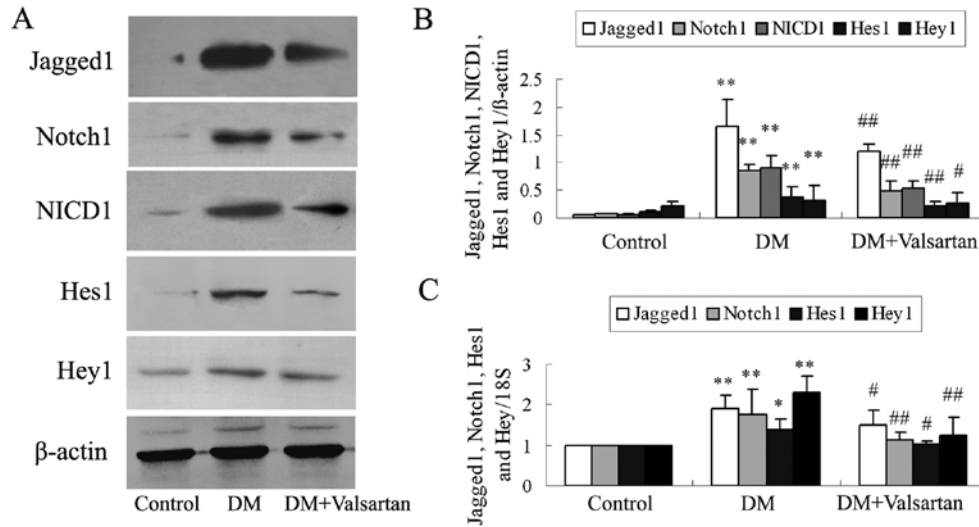 A
Jagged1
Notch1
NICD1
Hes1
Hey1
β-actin
Control DM DM+Valsartan
B
Jagged1 Notch1 NICD1 Hes1 Hey1
Jagged1, Notch1, NICD1,
Hes1 and Hey1/ß-actin
2.5
2
1.5
1
0.5
0
** ** ** ** **
## ## ## ## #
Control DM DM+Valsartan
C
Jagged1 Notch1 Hes1 Hey1
Jagged1, Notch1, Hes1
and Hey/18S
3
2
1
0
** ** * **
# ## # ##
Control DM DM+Valsartan